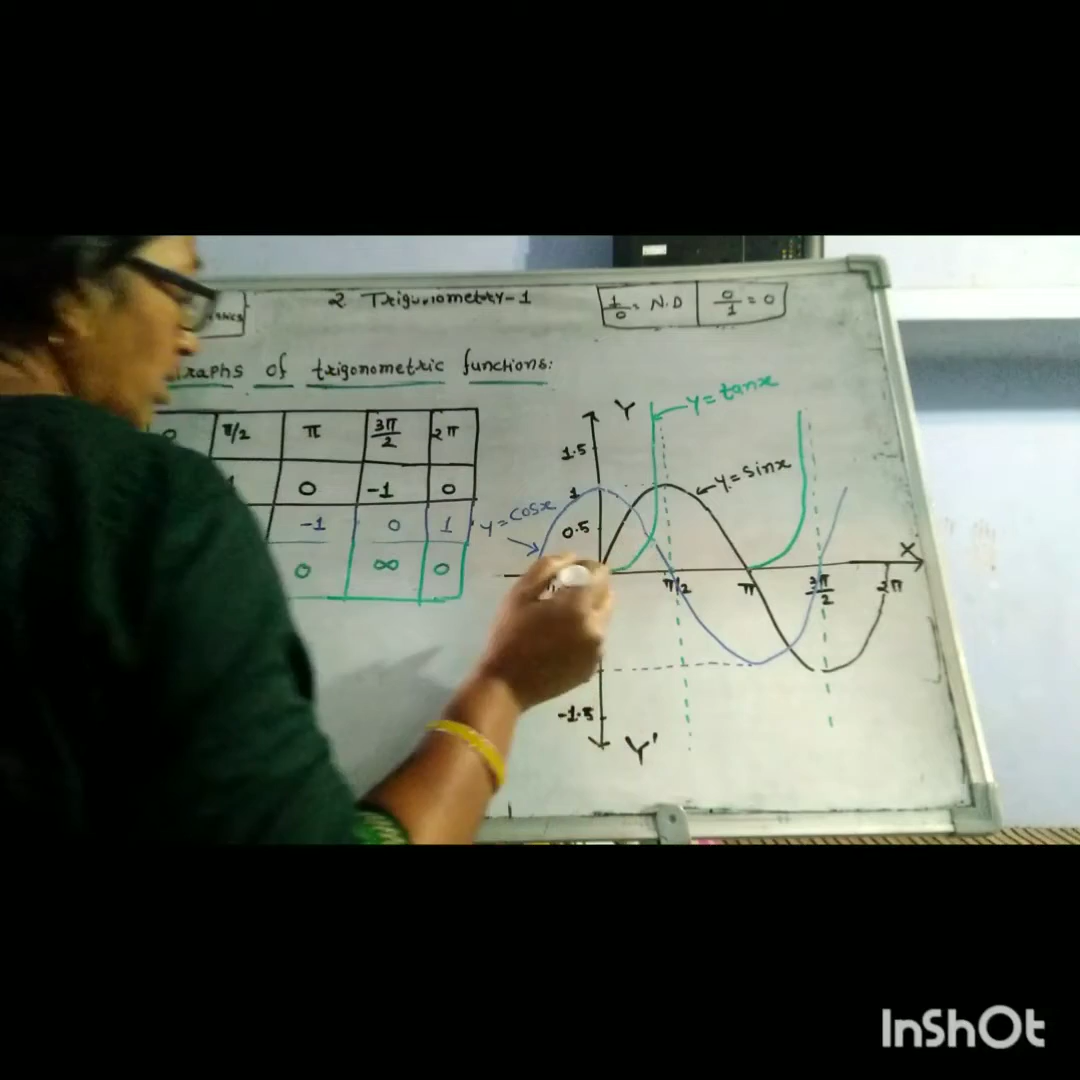 2 Trigonometry-1
1/0 = N.D
0/1 = 0
of trigonometric functions:
0 π/2 π 3π/2 2π
0 -1 0
-1 0 1
0 ∞ 0
Y
y = tanx
1.5
y = sinx
1
y = cosx
0.5
X
π/2 π 3π/2 2π
-1.5
Y'
InShOt